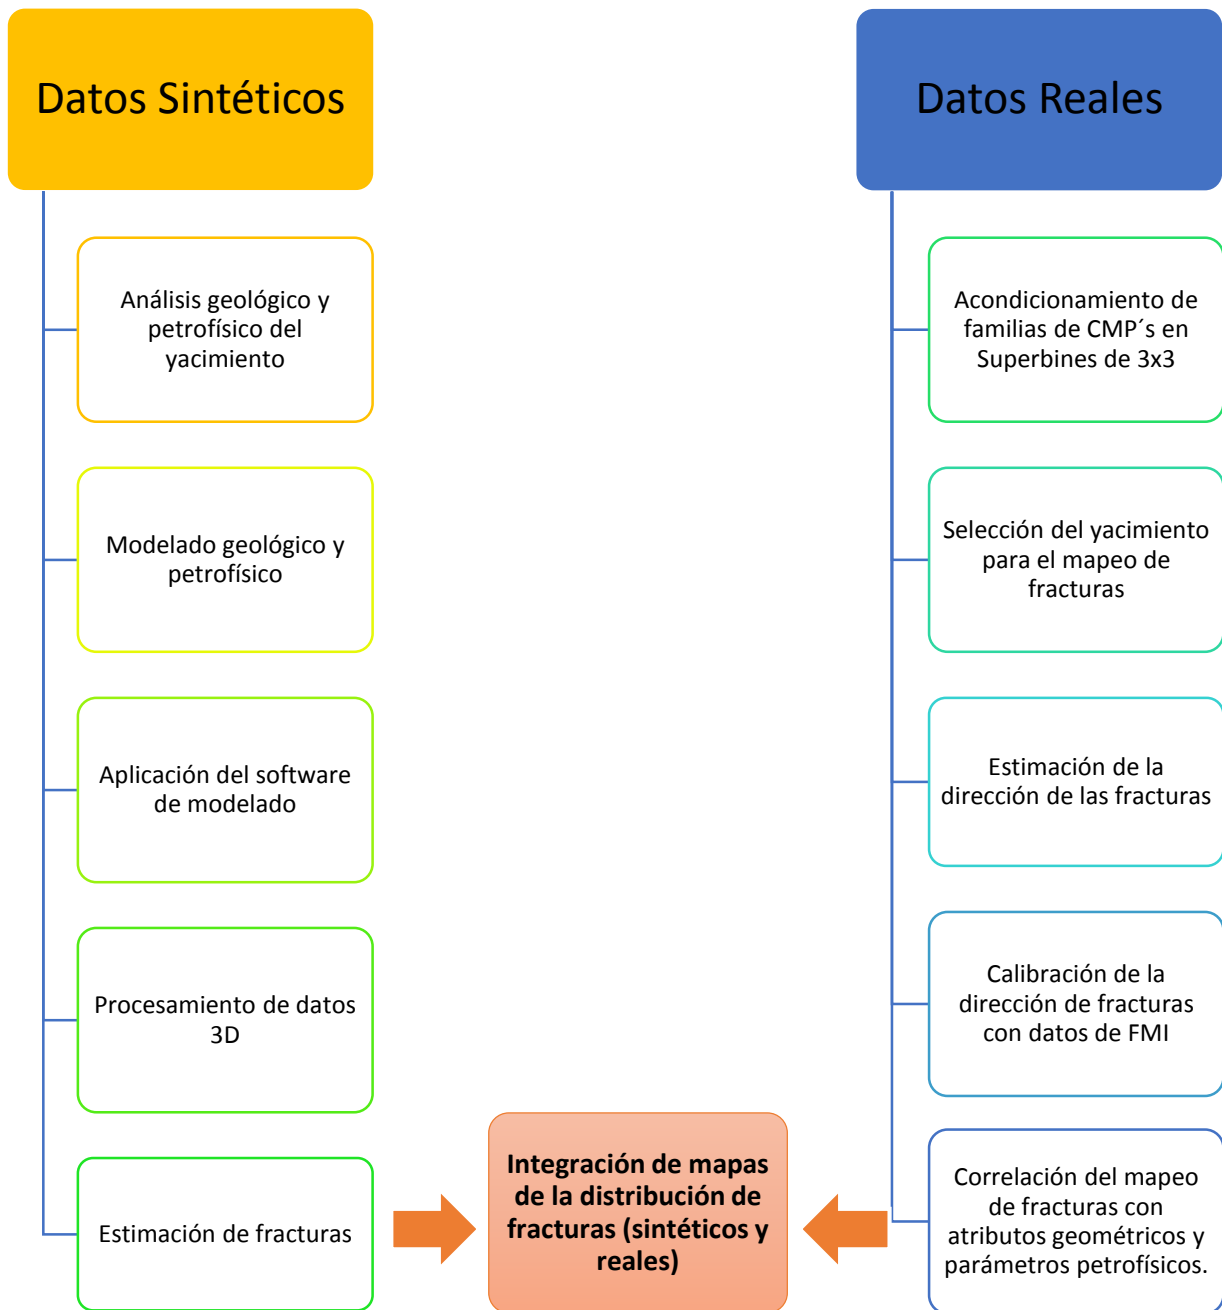 Datos Sintéticos
Análisis geológico y
petrofísico del
yacimiento
Modelado geológico y
petrofísico
Aplicación del software
de modelado
Procesamiento de datos
3D
Estimación de fracturas
Datos Reales
Acondicionamiento de
familias de CMP´s en
Superbines de 3x3
Selección del yacimiento
para el mapeo de
fracturas
Estimación de la
dirección de las fracturas
Calibración de la
dirección de fracturas
con datos de FMI
Correlación del mapeo
de fracturas con
atributos geométricos y
parámetros petrofísicos.
Integración de mapas
de la distribución de
fracturas (sintéticos y
reales)